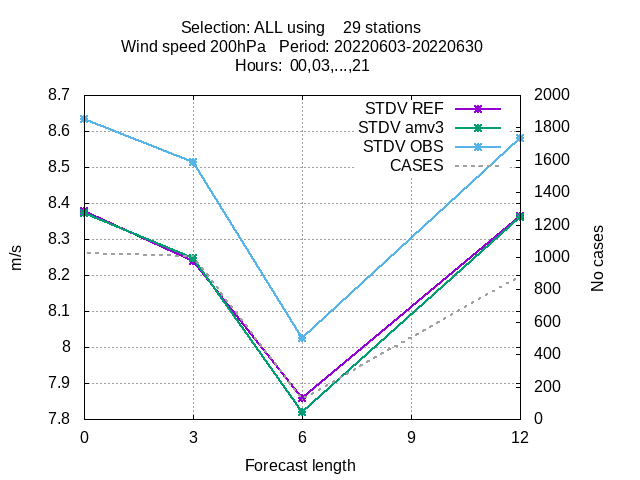 Selection: ALL using    29 stations
Wind speed 200hPa   Period: 20220603-20220630
Hours:  00,03,...,21
STDV REF
STDV amv3
STDV OBS
CASES
8.7
8.6
8.5
8.4
8.3
8.2
8.1
8
7.9
7.8
m/s
2000
1800
1600
1400
1200
1000
800
600
400
200
0
No cases
0
3
6
9
12
Forecast length